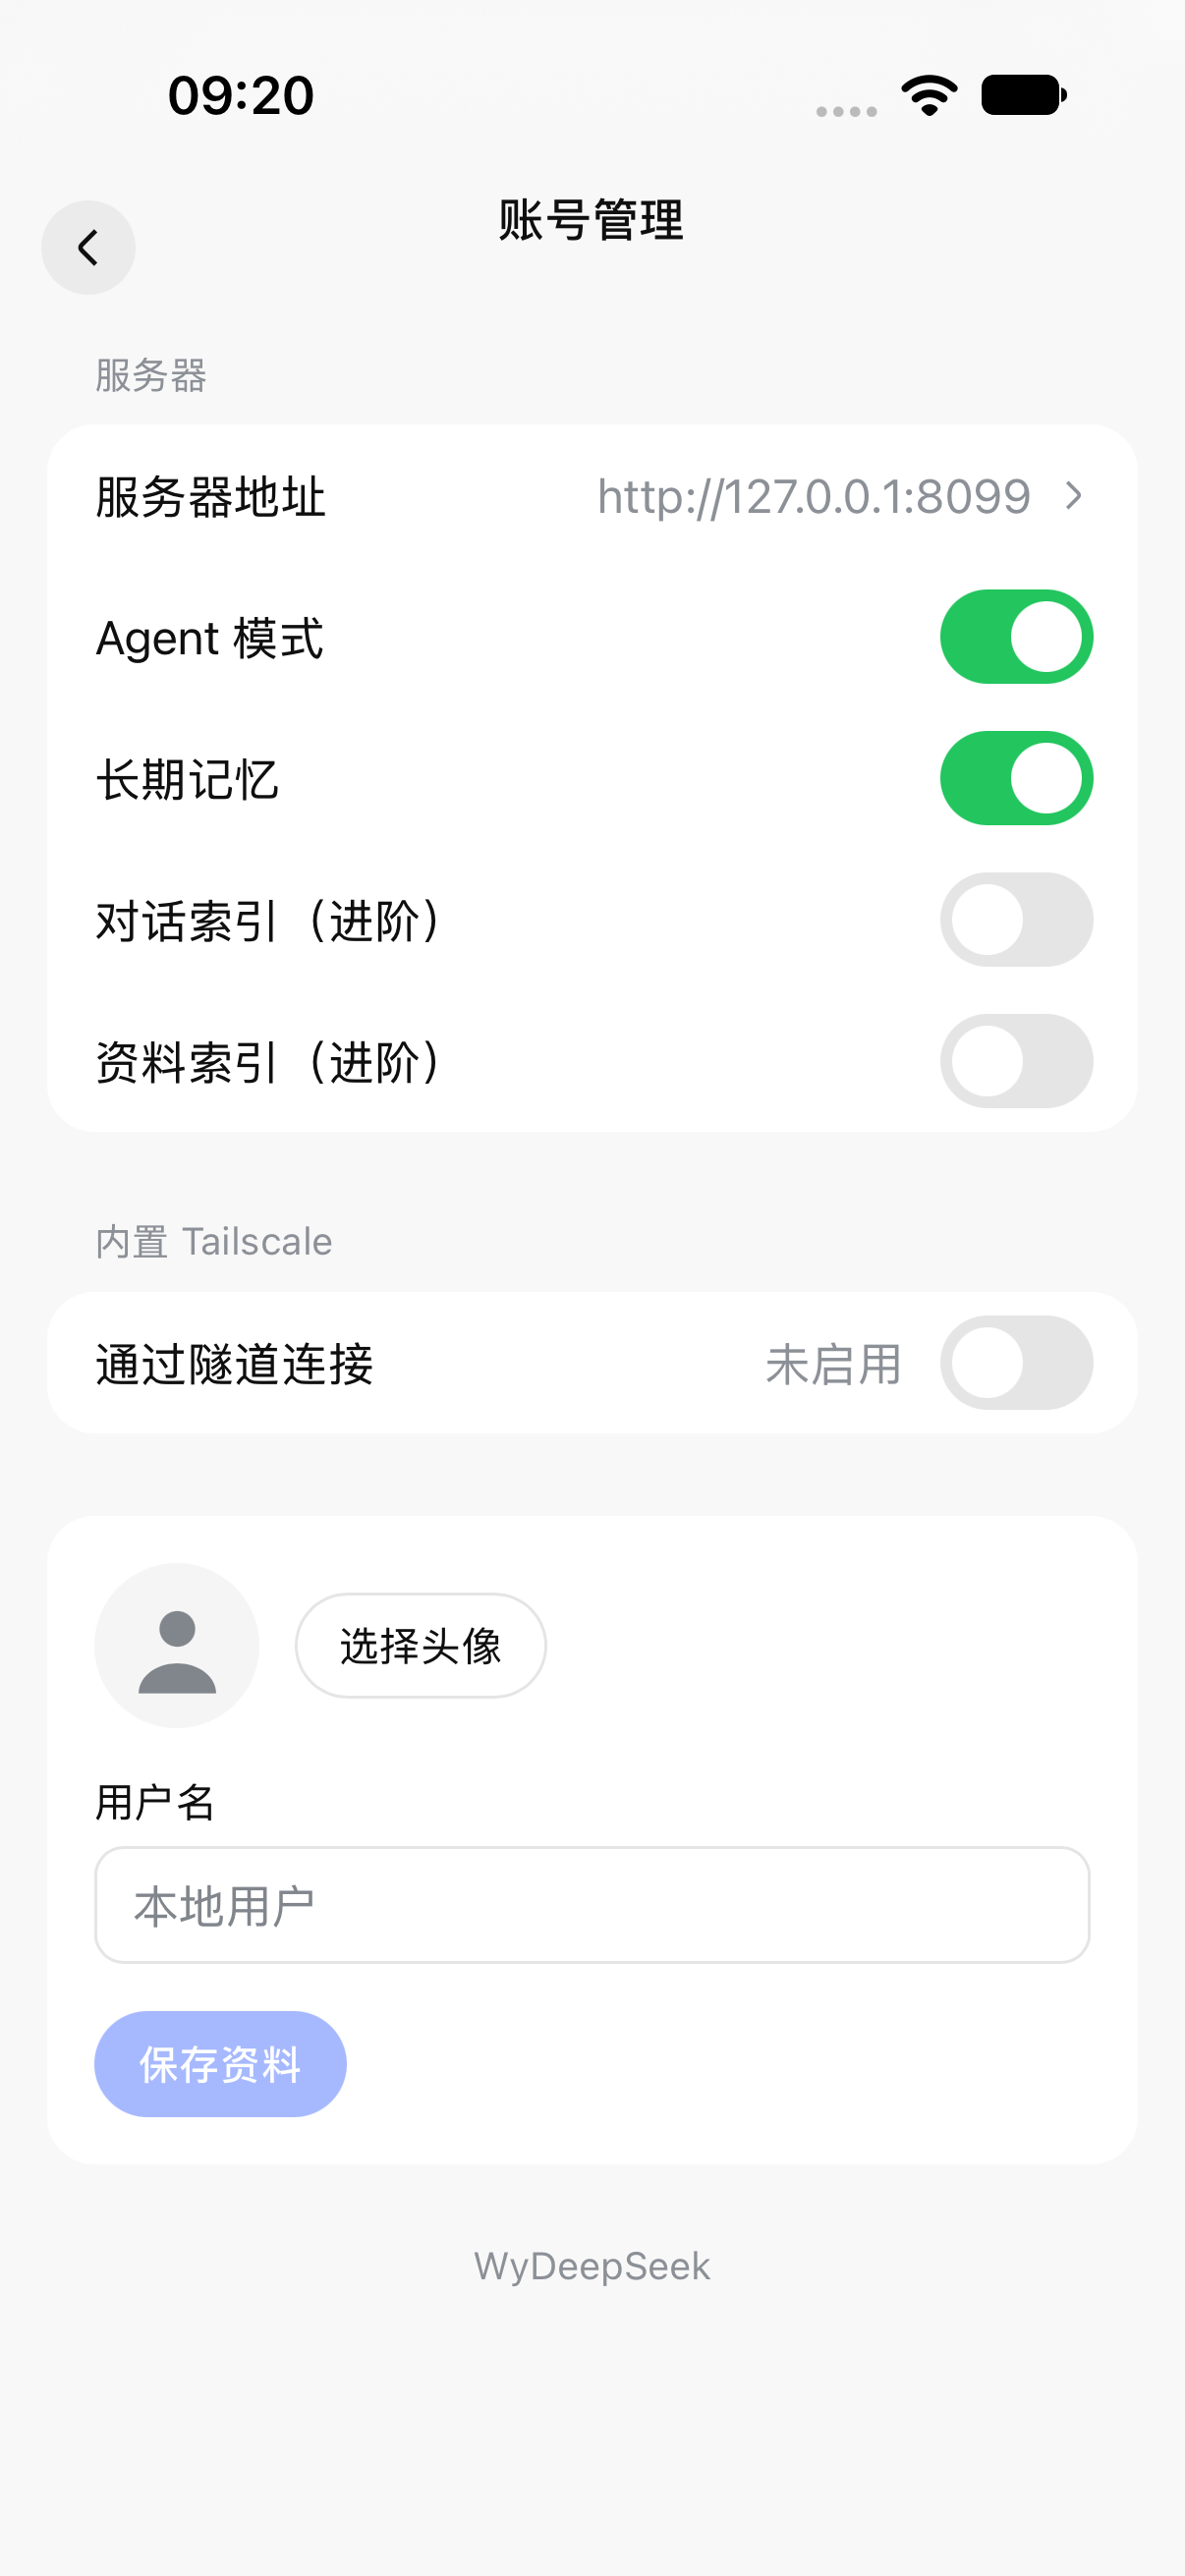 09:20
账号管理
服务器
服务器地址 http://127.0.0.1:8099
Agent 模式
长期记忆
对话索引（进阶）
资料索引（进阶）
内置 Tailscale
通过隧道连接 未启用
选择头像
用户名
本地用户
保存资料
WyDeepSeek